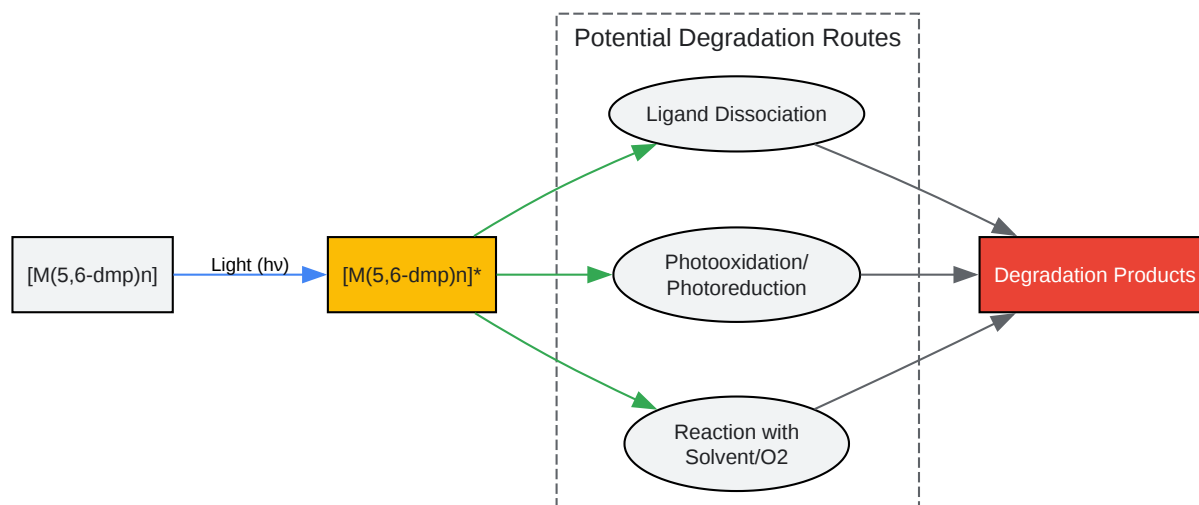 Potential Degradation Routes
Ligand Dissociation
[M(5,6-dmp)n]
Light (hν)
[M(5,6-dmp)n]*
Photooxidation/
Photoreduction
Degradation Products
Reaction with
Solvent/O2